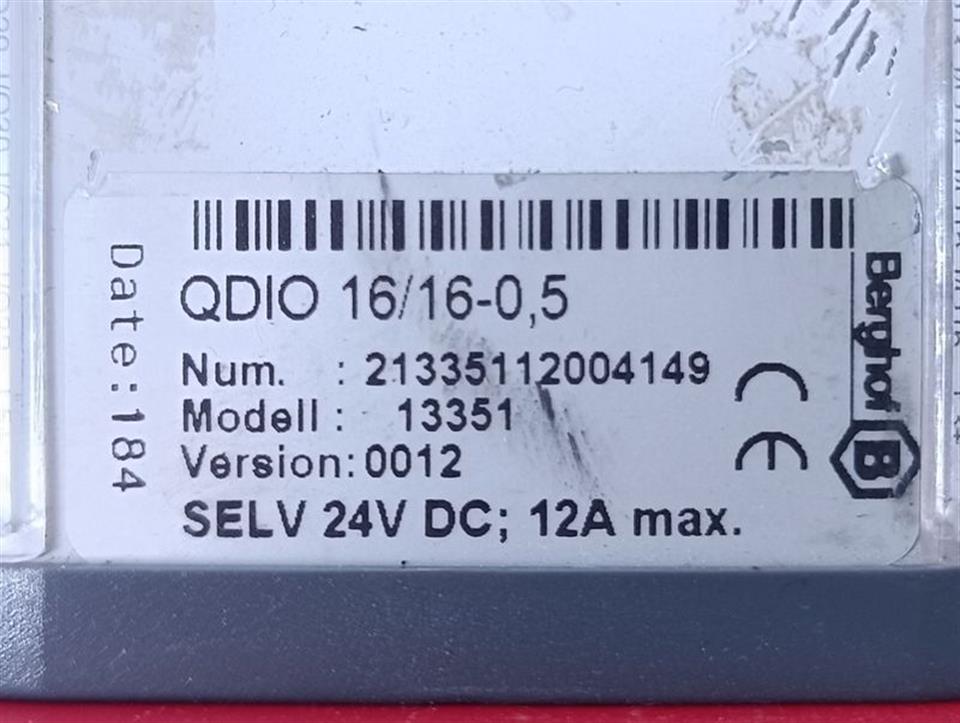 QDIO 16/16-0,5
Num. : 21335112004149
Modell : 13351
Version: 0012
SELV 24V DC; 12A max.
Date:184
Berghof
B
CE